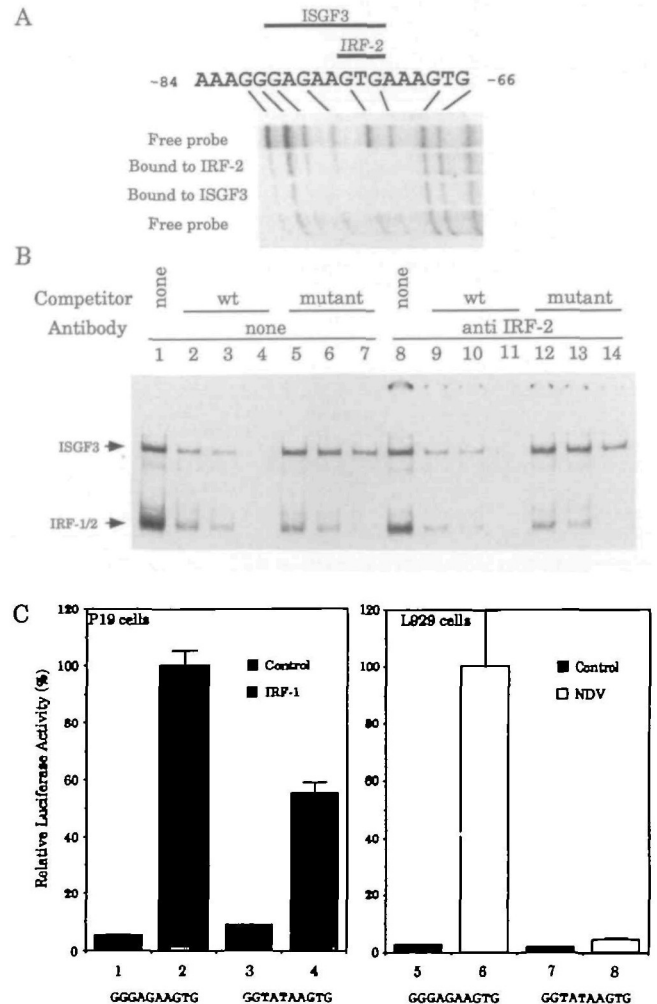 A
ISGF3
IRF-2
-84 AAAGGGAGAAGTGAAAGTG -66
Free probe
Bound to IRF-2
Bound to ISGF3
Free probe
B
Competitor none wt mutant none wt mutant
Antibody none anti IRF-2
1 2 3 4 5 6 7 8 9 10 11 12 13 14
ISGF3
IRF-1/2
C
P19 cells
Control
IRF-1
Relative Luciferase Activity (%)
120
100
80
60
40
20
0
1 2 3 4
GGGAGAAGTG GGTATAAGTG
L929 cells
Control
NDV
120
100
80
60
40
20
0
5 6 7 8
GGGAGAAGTG GGTATAAGTG